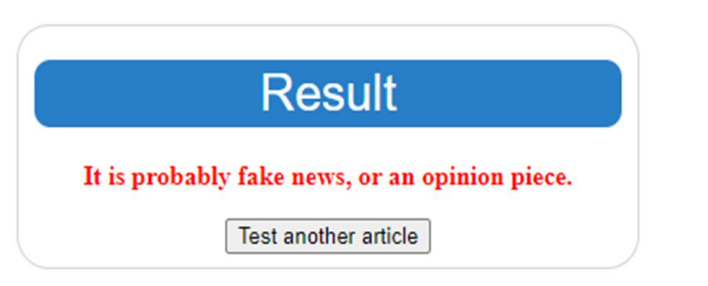 Result
It is probably fake news, or an opinion piece.
Test another article